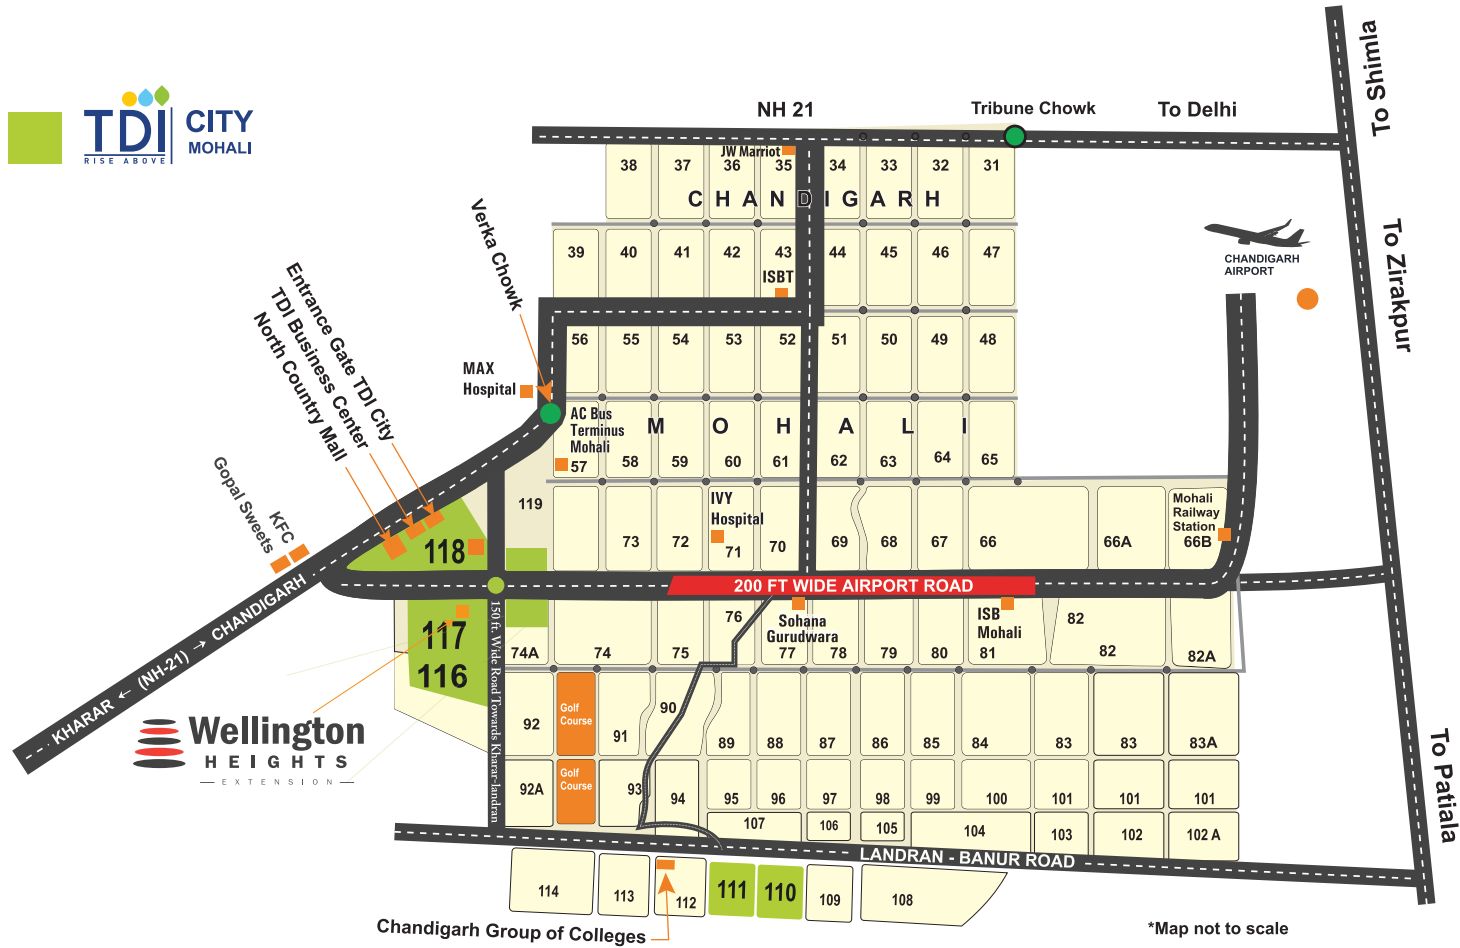 TDI
RISE ABOVE
CITY
MOHALI
NH 21
Tribune Chowk
To Delhi
To Shimla
To Zirakpur
To Patiala
JW Marriot
38 37 36 35 34 33 32 31
CHANDIGARH
CHANDIGARH
AIRPORT
Verka Chowk
39 40 41 42 43 44 45 46 47
ISBT
Entrance Gate TDI City
TDI Business Center
North Country Mall
56 55 54 53 52 51 50 49 48
MAX
Hospital
AC Bus
Terminus
Mohali
MOHALI
57 58 59 60 61 62 63 64 65
Gopal Sweets
KFC
119
IVY
Hospital
Mohali
Railway
Station
66B
118
73 72 71 70 69 68 67 66 66A
200 FT WIDE AIRPORT ROAD
KHARAR ← (NH-21) → CHANDIGARH
150 ft. Wide Road Towards Kharar-landran
117
116
76
Sohana
Gurudwara
ISB
Mohali
82
74A 74 75 77 78 79 80 81 82 82A
Wellington
HEIGHTS
EXTENSION
92
Golf
Course
91 90 89 88 87 86 85 84 83 83 83A
92A
Golf
Course
93 94 95 96 97 98 99 100 101 101 101
107 106 105 104 103 102 102 A
LANDRAN - BANUR ROAD
114 113 112 111 110 109 108
Chandigarh Group of Colleges
*Map not to scale